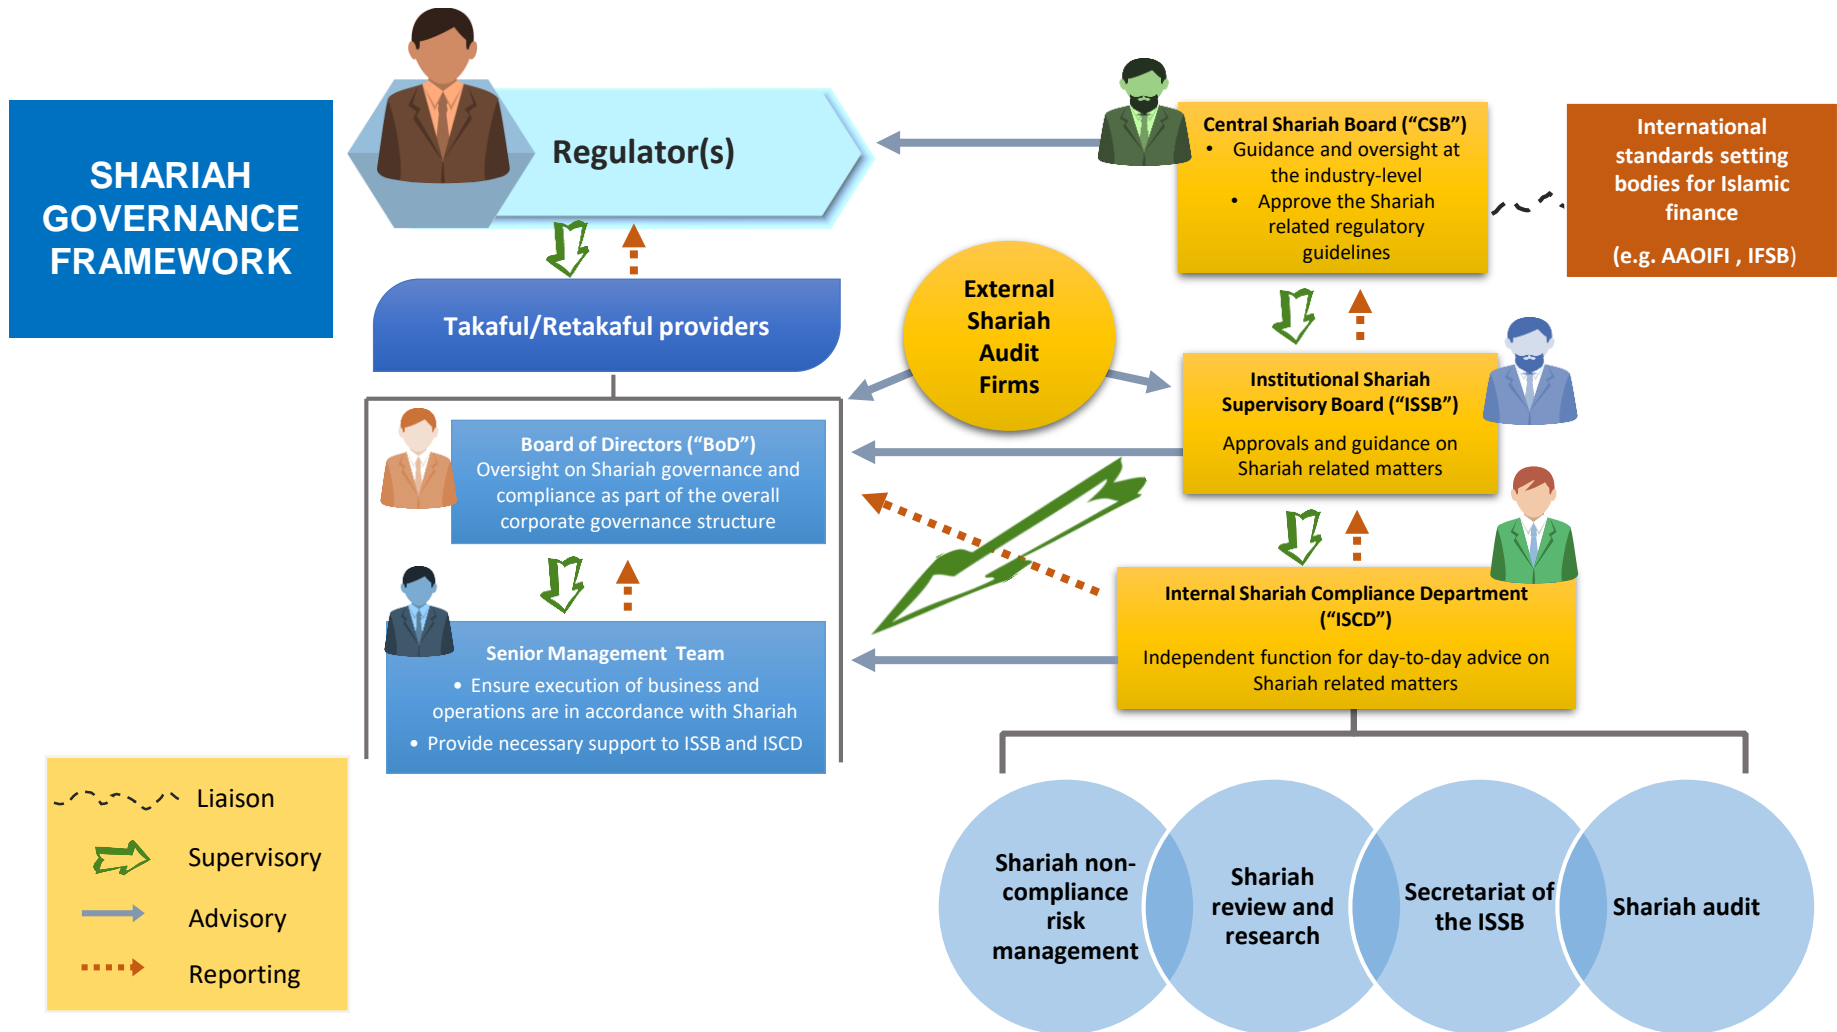 SHARIAH
GOVERNANCE
FRAMEWORK
Regulator(s)
Central Shariah Board (“CSB”)
• Guidance and oversight at
the industry-level
• Approve the Shariah
related regulatory
guidelines
International
standards setting
bodies for Islamic
finance
(e.g. AAOIFI , IFSB)
Takaful/Retakaful providers
External
Shariah
Audit
Firms
Institutional Shariah
Supervisory Board (“ISSB”)
Approvals and guidance on
Shariah related matters
Board of Directors (“BoD”)
Oversight on Shariah governance and
compliance as part of the overall
corporate governance structure
Internal Shariah Compliance Department
(“ISCD”)
Independent function for day-to-day advice on
Shariah related matters
Senior Management Team
• Ensure execution of business and
operations are in accordance with Shariah
• Provide necessary support to ISSB and ISCD
Liaison
Supervisory
Advisory
Reporting
Shariah non-
compliance
risk
management
Shariah
review and
research
Secretariat of
the ISSB
Shariah audit